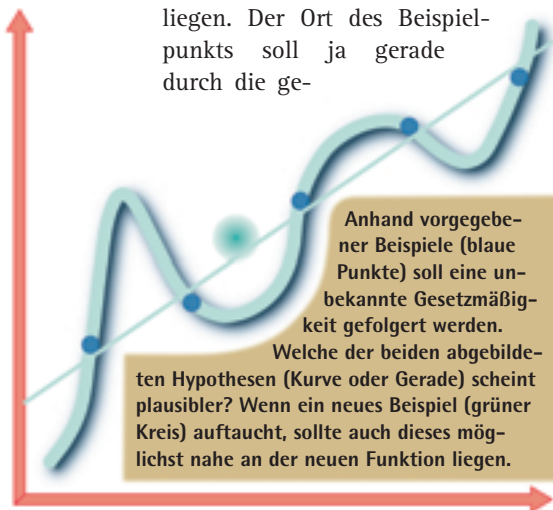 liegen. Der Ort des Beispiel-
punkts soll ja gerade
durch die ge-
Anhand vorgegebe-
ner Beispiele (blaue
Punkte) soll eine un-
bekannte Gesetzmäßig-
keit gefolgert werden.
Welche der beiden abgebilde-
ten Hypothesen (Kurve oder Gerade) scheint
plausibler? Wenn ein neues Beispiel (grüner
Kreis) auftaucht, sollte auch dieses mög-
lichst nahe an der neuen Funktion liegen.